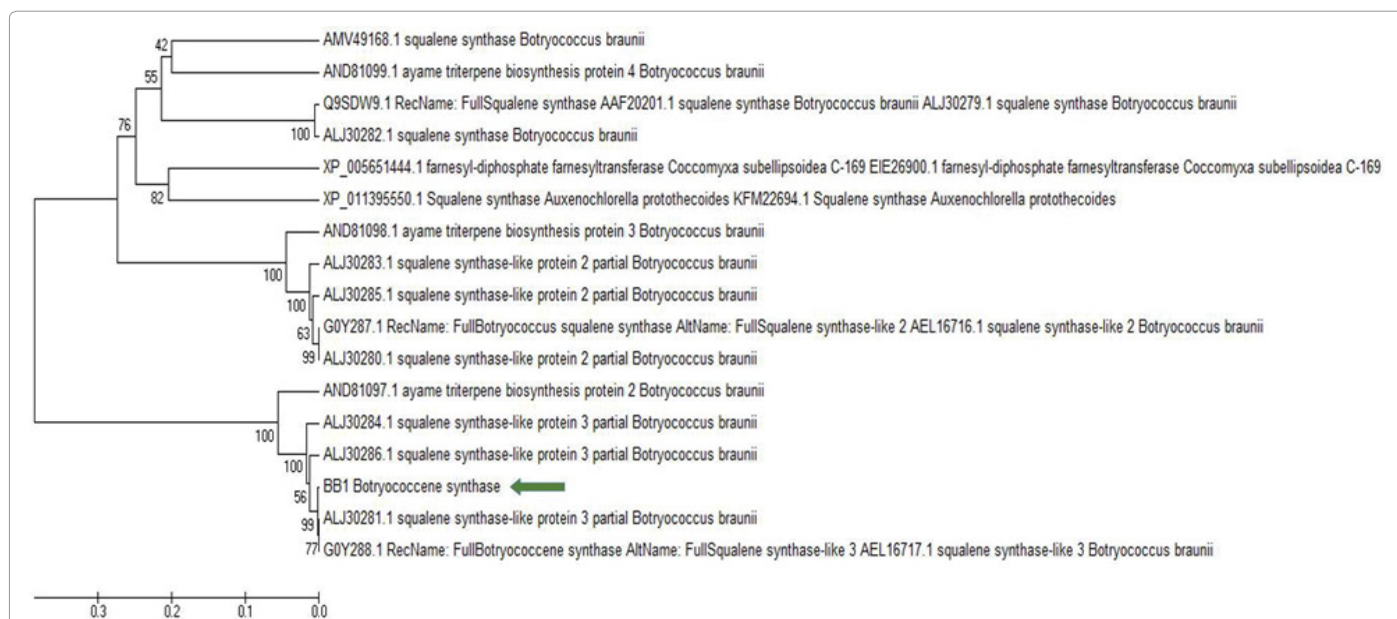 42
AMV49168.1 squalene synthase Botryococcus braunii
55
AND81099.1 ayame triterpene biosynthesis protein 4 Botryococcus braunii
Q9SDW9.1 RecName: FullSqualene synthase AAF20201.1 squalene synthase Botryococcus braunii ALJ30279.1 squalene synthase Botryococcus braunii
76
100
ALJ30282.1 squalene synthase Botryococcus braunii
XP_005651444.1 farnesyl-diphosphate farnesyltransferase Coccomyxa subellipsoidea C-169 EIE26900.1 farnesyl-diphosphate farnesyltransferase Coccomyxa subellipsoidea C-169
82
XP_011395550.1 Squalene synthase Auxenochlorella protothecoides KFM22694.1 Squalene synthase Auxenochlorella protothecoides
AND81098.1 ayame triterpene biosynthesis protein 3 Botryococcus braunii
100
ALJ30283.1 squalene synthase-like protein 2 partial Botryococcus braunii
100
ALJ30285.1 squalene synthase-like protein 2 partial Botryococcus braunii
63
G0Y287.1 RecName: FullBotryococcus squalene synthase AltName: FullSqualene synthase-like 2 AEL16716.1 squalene synthase-like 2 Botryococcus braunii
99
ALJ30280.1 squalene synthase-like protein 2 partial Botryococcus braunii
AND81097.1 ayame triterpene biosynthesis protein 2 Botryococcus braunii
100
ALJ30284.1 squalene synthase-like protein 3 partial Botryococcus braunii
100
ALJ30286.1 squalene synthase-like protein 3 partial Botryococcus braunii
56
BB1 Botryococcene synthase
99
ALJ30281.1 squalene synthase-like protein 3 partial Botryococcus braunii
77
G0Y288.1 RecName: FullBotryococcene synthase AltName: FullSqualene synthase-like 3 AEL16717.1 squalene synthase-like 3 Botryococcus braunii
0.3 0.2 0.1 0.0